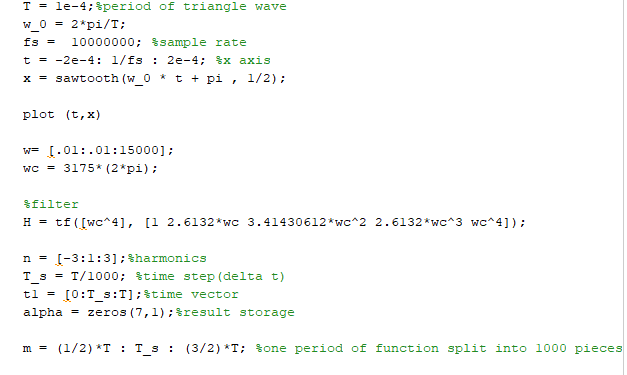 T = 1e-4;%period of triangle wave
w_0 = 2*pi/T;
fs =  10000000; %sample rate
t = -2e-4: 1/fs : 2e-4; %x axis
x = sawtooth(w_0 * t + pi , 1/2);
plot (t,x)
w= [.01:.01:15000];
wc = 3175*(2*pi);
%filter
H = tf([wc^4], [1 2.6132*wc 3.41430612*wc^2 2.6132*wc^3 wc^4]);
n = [-3:1:3];%harmonics
T_s = T/1000; %time step(delta t)
t1 = [0:T_s:T];%time vector
alpha = zeros(7,1);%result storage
m = (1/2)*T : T_s : (3/2)*T; %one period of function split into 1000 pieces